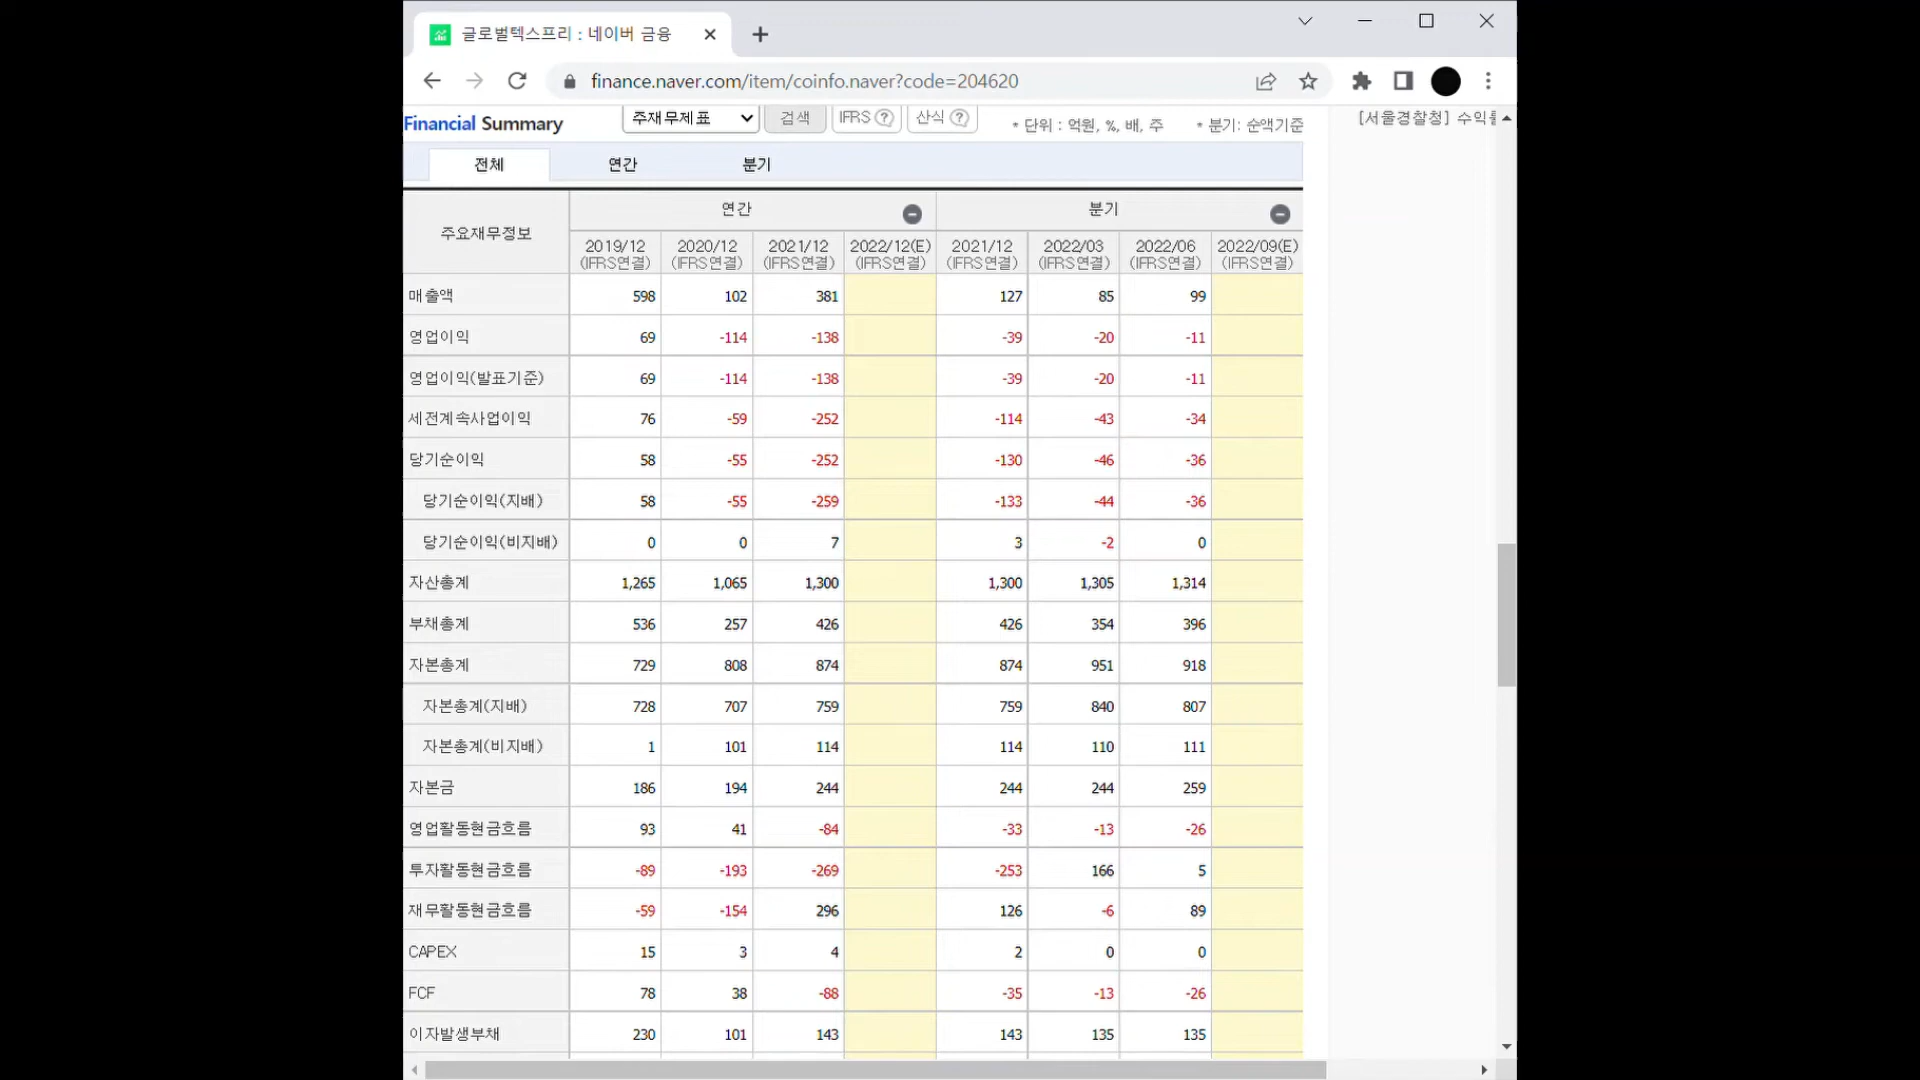 글로벌텍스프리 : 네이버 금융
finance.naver.com/item/coinfo.naver?code=204620
Financial Summary 주재무제표 검색 IFRS ? 산식 ? * 단위 : 억원, %, 배, 주 * 분기: 순액기준
[서울경찰청] 수익률
전체 연간 분기
주요재무정보 연간 분기
2019/12 2020/12 2021/12 2022/12(E) 2021/12 2022/03 2022/06 2022/09(E)
(IFRS연결) (IFRS연결) (IFRS연결) (IFRS연결) (IFRS연결) (IFRS연결) (IFRS연결) (IFRS연결)
매출액 598 102 381 127 85 99
영업이익 69 -114 -138 -39 -20 -11
영업이익(발표기준) 69 -114 -138 -39 -20 -11
세전계속사업이익 76 -59 -252 -114 -43 -34
당기순이익 58 -55 -252 -130 -46 -36
당기순이익(지배) 58 -55 -259 -133 -44 -36
당기순이익(비지배) 0 0 7 3 -2 0
자산총계 1,265 1,065 1,300 1,300 1,305 1,314
부채총계 536 257 426 426 354 396
자본총계 729 808 874 874 951 918
자본총계(지배) 728 707 759 759 840 807
자본총계(비지배) 1 101 114 114 110 111
자본금 186 194 244 244 244 259
영업활동현금흐름 93 41 -84 -33 -13 -26
투자활동현금흐름 -89 -193 -269 -253 166 5
재무활동현금흐름 -59 -154 296 126 -6 89
CAPEX 15 3 4 2 0 0
FCF 78 38 -88 -35 -13 -26
이자발생부채 230 101 143 143 135 135